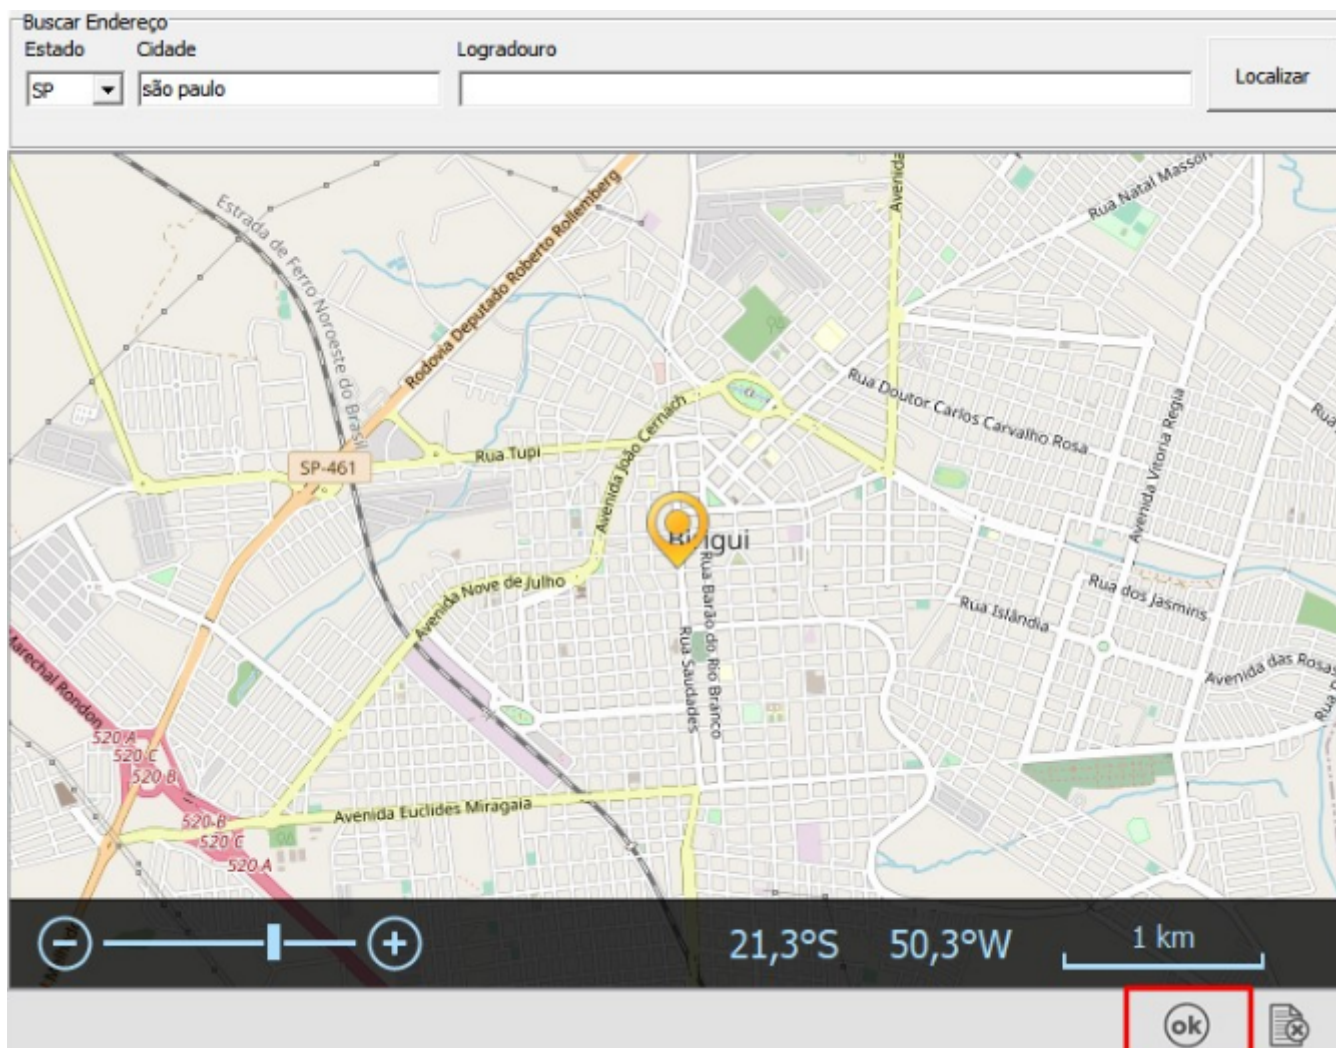 Buscar Endereço
Estado
Cidade
Logradouro
SP
são paulo
Localizar
Estrada de Ferro Noroeste do Brasil
Rodovia Deputado Roberto Rollemberg
Avenida
Rua Natal Masson
Rua Doutor Carlos Carvalho Rosa
Avenida Vitoria Regia
Rua
Avenida João Cernach
Rua Tupi
SP-461
Birigui
Avenida Nove de Julho
Rua Barão do Rio Branco
Rua Saudades
Rua dos Jasmins
Rua Islândia
Avenida das Rosas
Marechal Rondon
520 A
520 C
520 B
520-B
520 C
520 A
Avenida Euclides Miragaia
21,3°S
50,3°W
1 km
ok